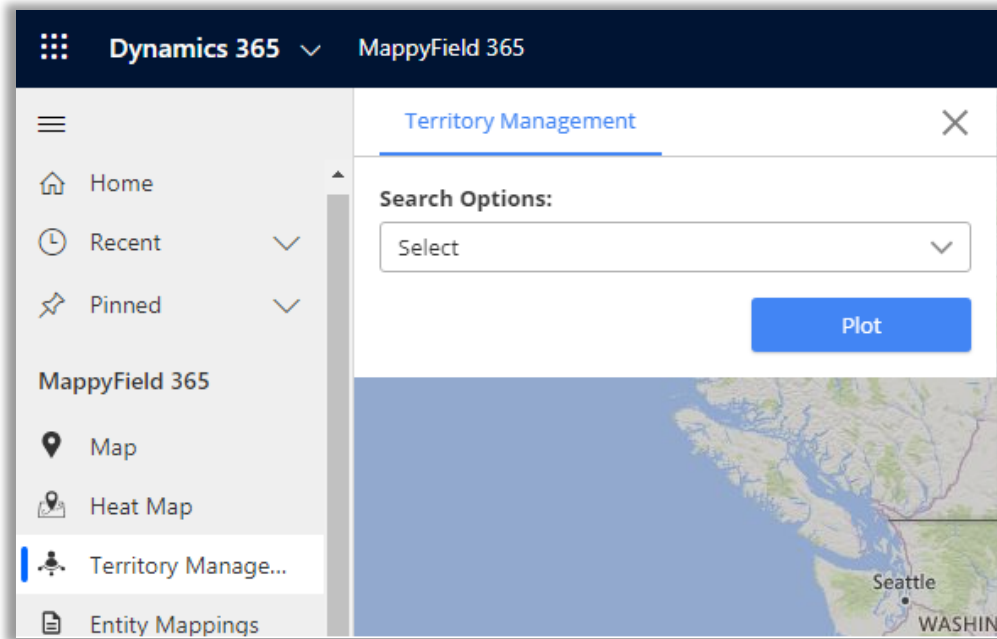 Dynamics 365 MappyField 365
Home
Recent
Pinned
MappyField 365
Map
Heat Map
Territory Manage...
Entity Mappings
Territory Management
Search Options:
Select
Plot
Seattle
WASHIN